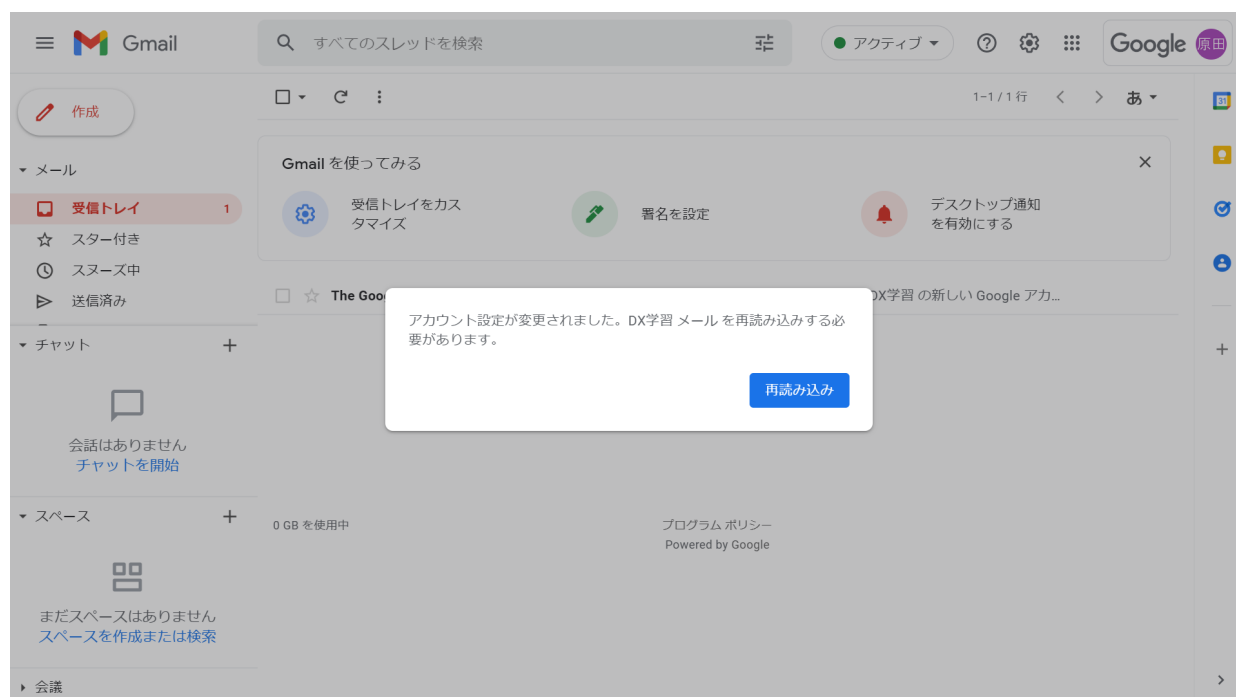 Gmail
すべてのスレッドを検索
アクティブ
Google
原田
作成
1-1 / 1 行
あ
31
メール
Gmail を使ってみる
受信トレイ
1
受信トレイをカス
タマイズ
署名を設定
デスクトップ通知
を有効にする
スター付き
スヌーズ中
送信済み
The Goo
DX学習 の新しい Google アカ...
アカウント設定が変更されました。DX学習 メール を再読み込みする必
要があります。
再読み込み
チャット
会話はありません
チャットを開始
スペース
0 GB を使用中
プログラム ポリシー
Powered by Google
まだスペースはありません
スペースを作成または検索
会議